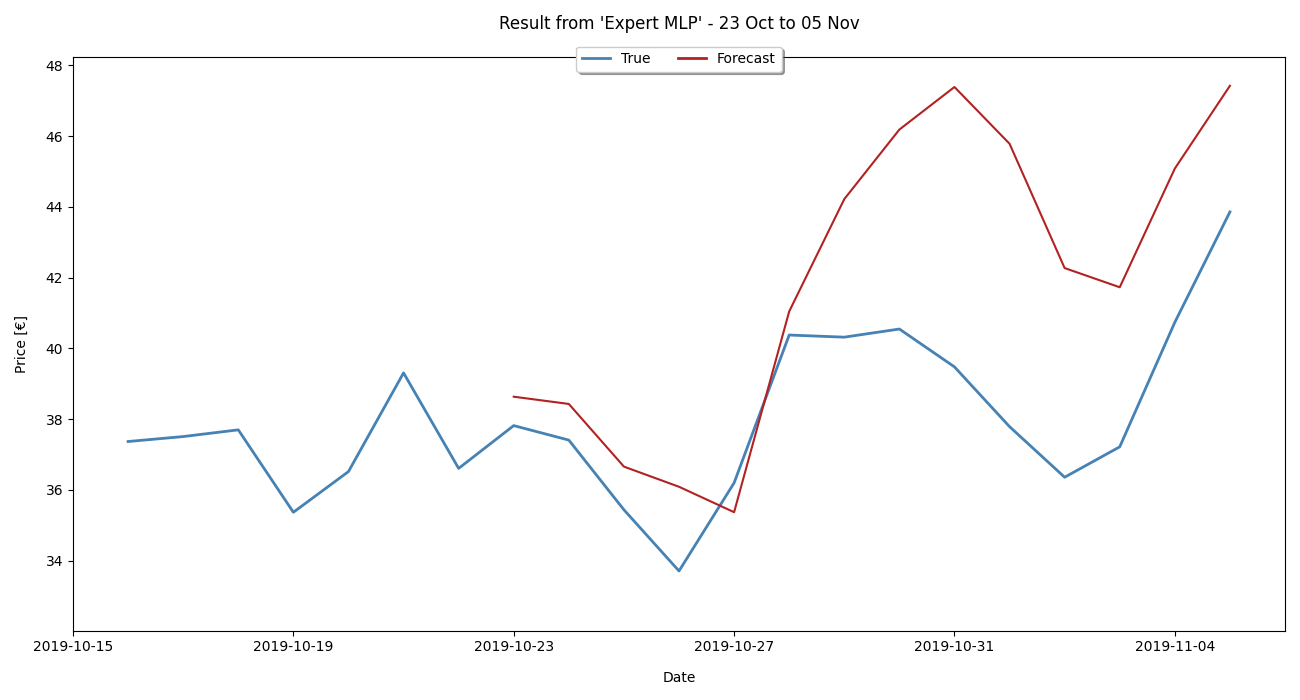 Result from 'Expert MLP' - 23 Oct to 05 Nov
True Forecast
48
46
44
42
40
38
36
34
Price [€]
2019-10-15 2019-10-19 2019-10-23 2019-10-27 2019-10-31 2019-11-04
Date